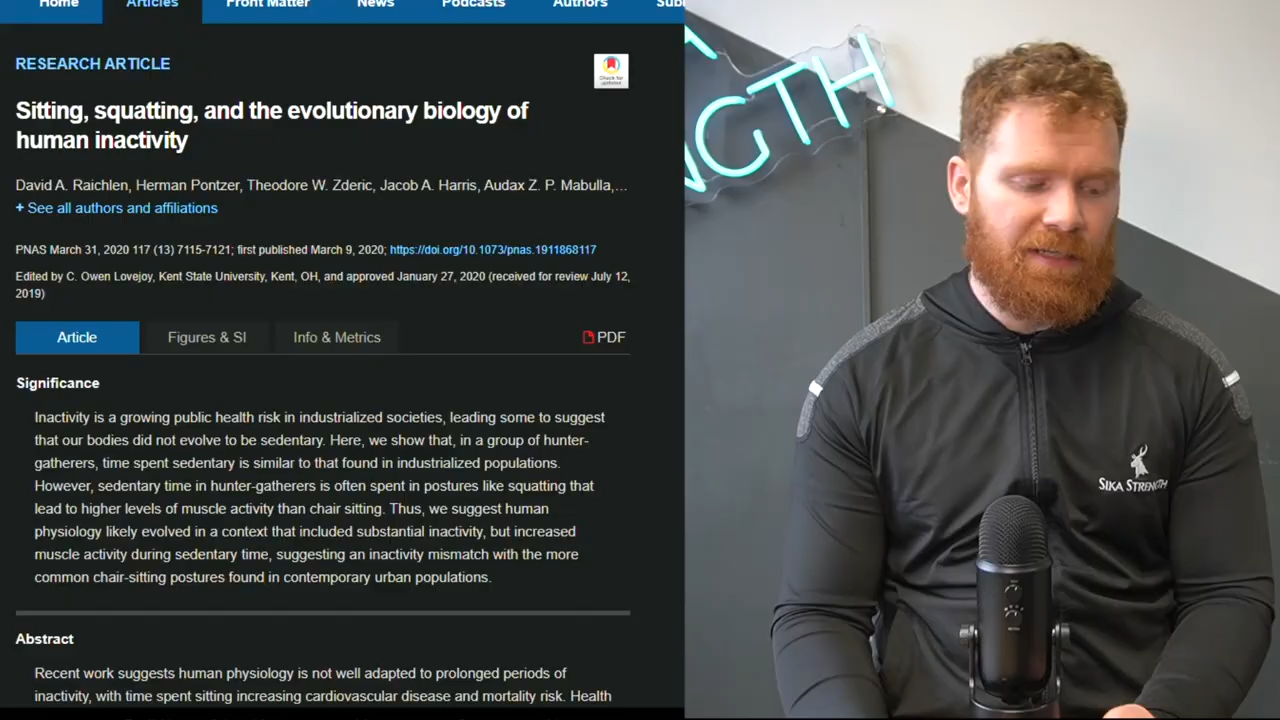 Home Articles Front Matter News Podcasts Authors
RESEARCH ARTICLE
Check for
updates
Sitting, squatting, and the evolutionary biology of
human inactivity
David A. Raichlen, Herman Pontzer, Theodore W. Zderic, Jacob A. Harris, Audax Z. P. Mabulla,...
+ See all authors and affiliations
PNAS March 31, 2020 117 (13) 7115-7121; first published March 9, 2020; https://doi.org/10.1073/pnas.1911868117
Edited by C. Owen Lovejoy, Kent State University, Kent, OH, and approved January 27, 2020 (received for review July 12,
2019)
Article Figures & SI Info & Metrics PDF
Significance
Inactivity is a growing public health risk in industrialized societies, leading some to suggest
that our bodies did not evolve to be sedentary. Here, we show that, in a group of hunter-
gatherers, time spent sedentary is similar to that found in industrialized populations.
However, sedentary time in hunter-gatherers is often spent in postures like squatting that
lead to higher levels of muscle activity than chair sitting. Thus, we suggest human
physiology likely evolved in a context that included substantial inactivity, but increased
muscle activity during sedentary time, suggesting an inactivity mismatch with the more
common chair-sitting postures found in contemporary urban populations.
Abstract
Recent work suggests human physiology is not well adapted to prolonged periods of
inactivity, with time spent sitting increasing cardiovascular disease and mortality risk. Health
NGTH
SIKA STRENGTH